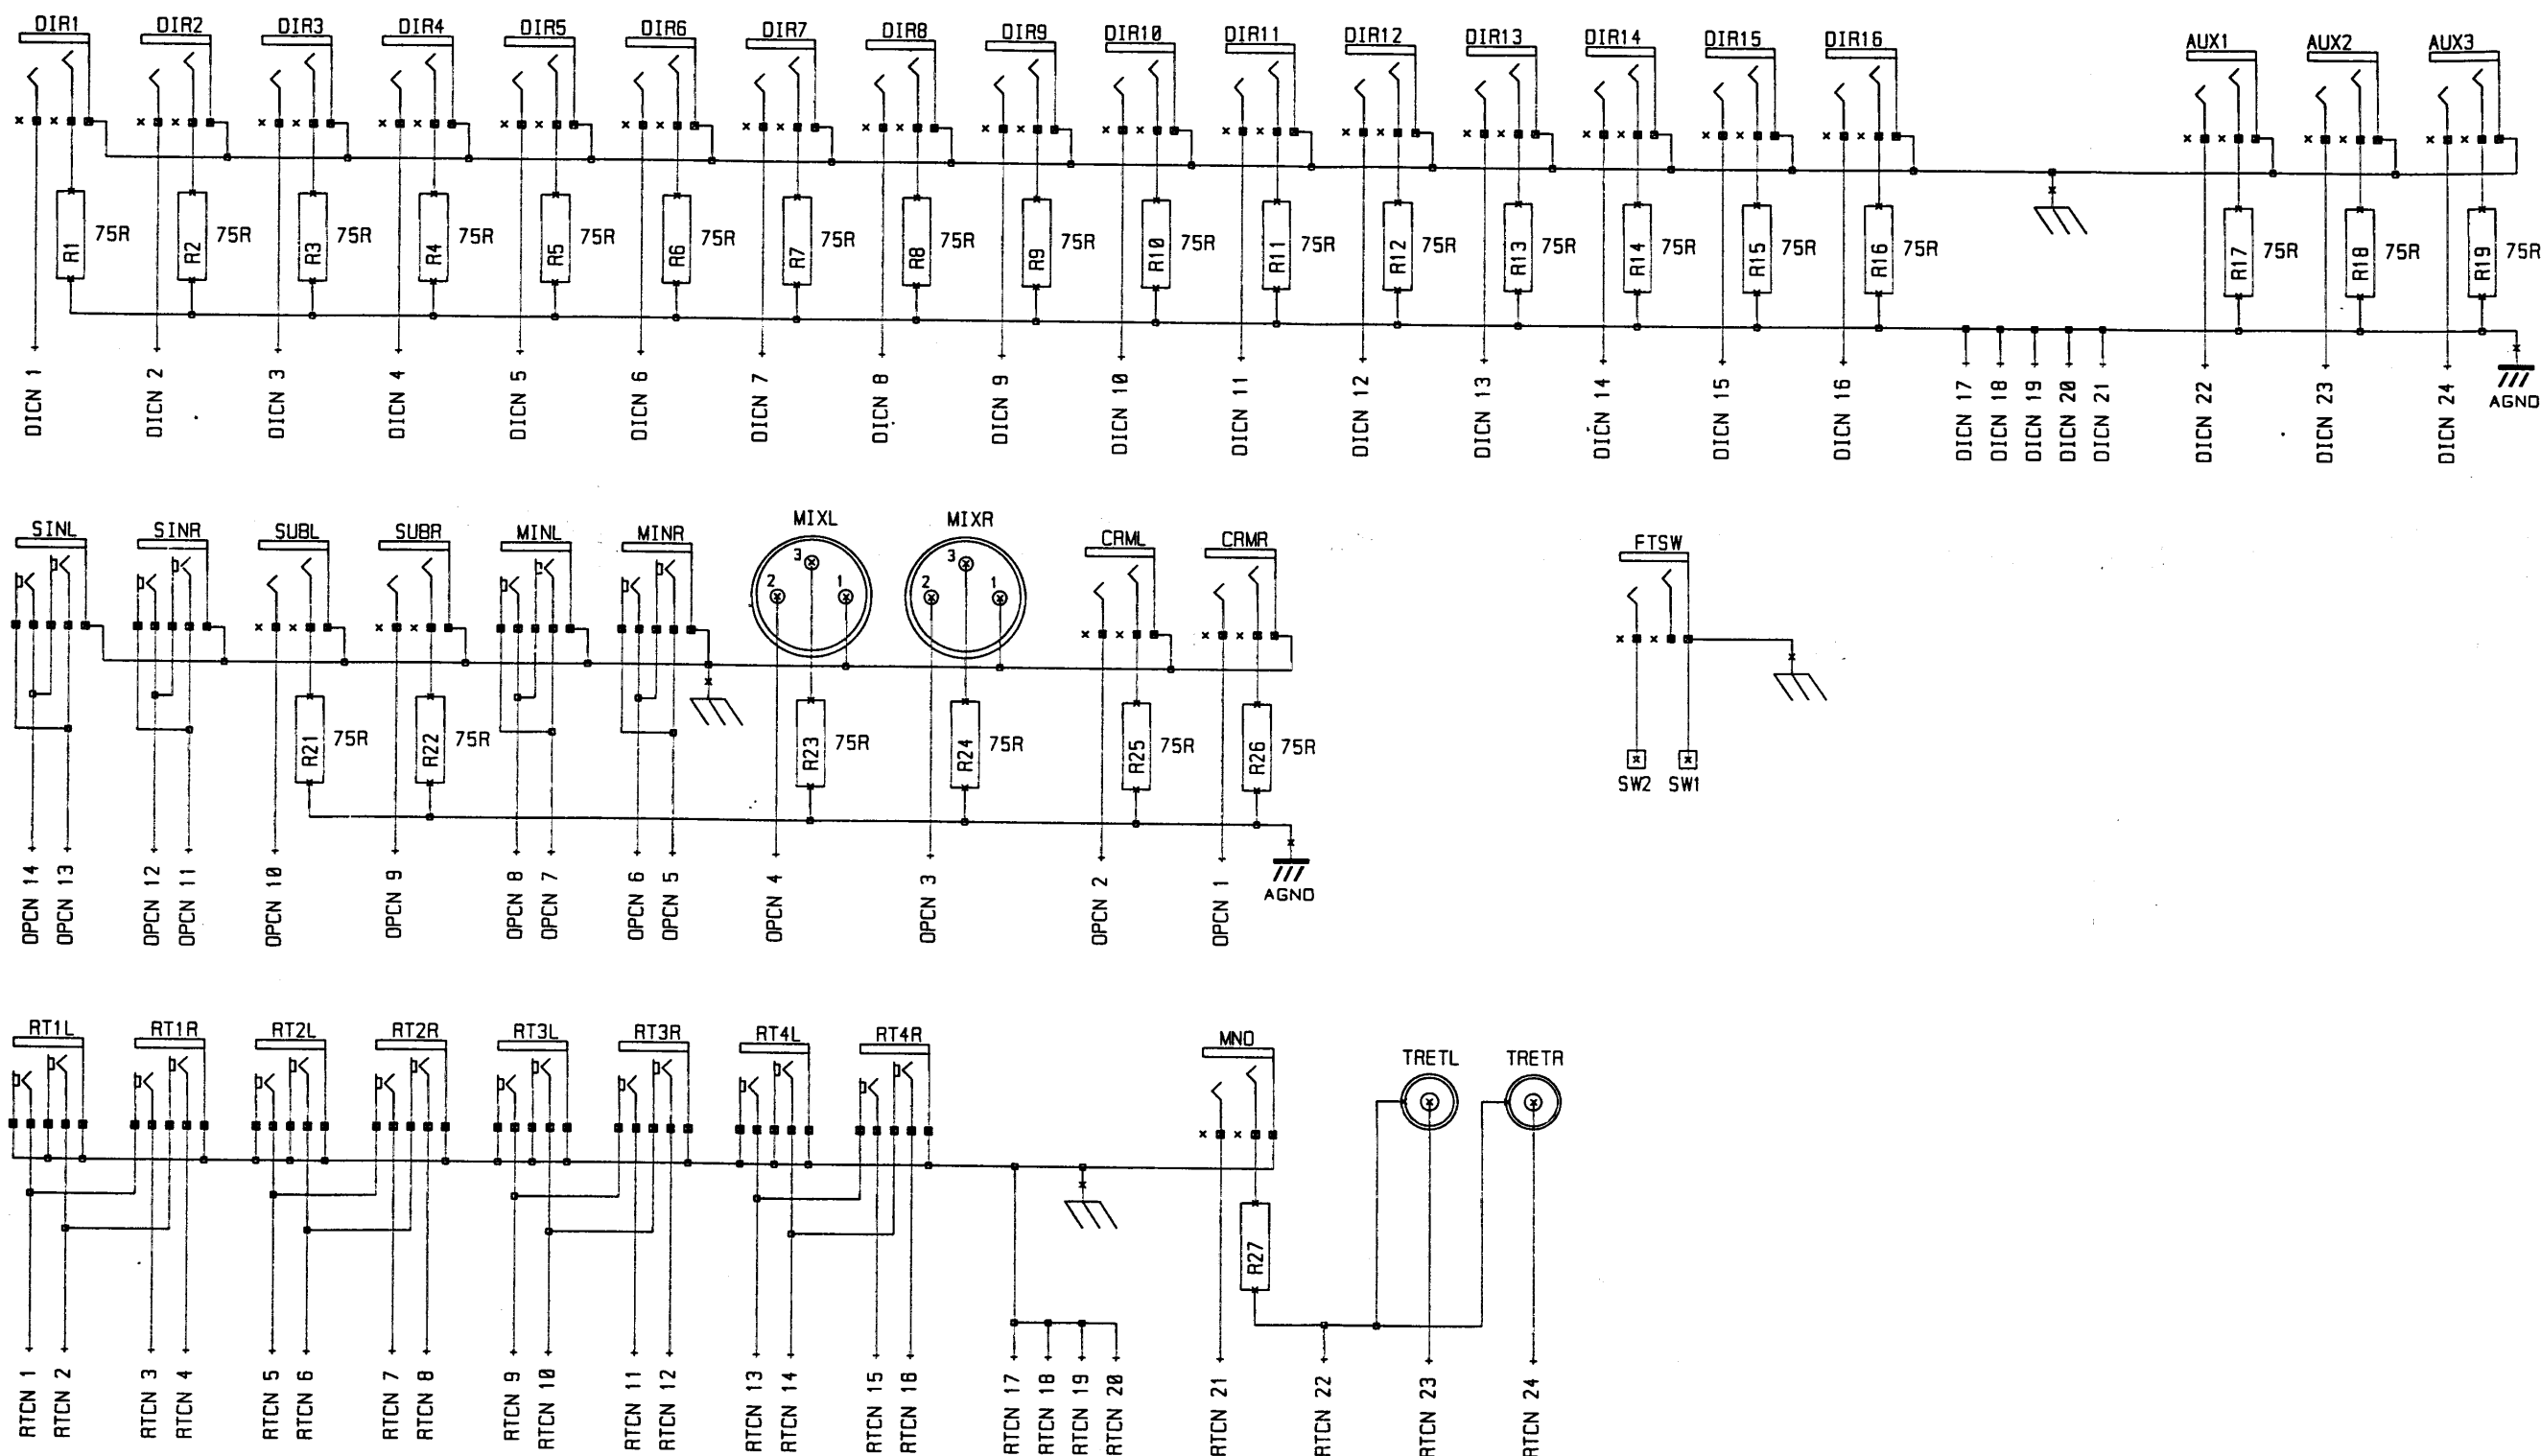 DIR1 DIR2 DIR3 DIR4 DIR5 DIR6 DIR7 DIR8 DIR9 DIR10 DIR11 DIR12 DIR13 DIR14 DIR15 DIR16 AUX1 AUX2 AUX3
R1 75R R2 75R R3 75R R4 75R R5 75R R6 75R R7 75R R8 75R R9 75R R10 75R R11 75R R12 75R R13 75R R14 75R R15 75R R16 75R R17 75R R18 75R R19 75R
DICN 1 DICN 2 DICN 3 DICN 4 DICN 5 DICN 6 DICN 7 DICN 8 DICN 9 DICN 10 DICN 11 DICN 12 DICN 13 DICN 14 DICN 15 DICN 16 DICN 17 DICN 18 DICN 19 DICN 20 DICN 21 DICN 22 DICN 23 DICN 24 AGND
SINL SINR SUBL SUBR MINL MINR MIXL MIXR CRML CRMR FTSW
3 2 1 3 2 1
R21 75R R22 75R R23 75R R24 75R R25 75R R26 75R
SW2 SW1
OPCN 14 OPCN 13 OPCN 12 OPCN 11 OPCN 10 OPCN 9 OPCN 8 OPCN 7 OPCN 6 OPCN 5 OPCN 4 OPCN 3 OPCN 2 OPCN 1 AGND
RT1L RT1R RT2L RT2R RT3L RT3R RT4L RT4R MNO TRETL TRETR
R27
RTCN 1 RTCN 2 RTCN 3 RTCN 4 RTCN 5 RTCN 6 RTCN 7 RTCN 8 RTCN 9 RTCN 10 RTCN 11 RTCN 12 RTCN 13 RTCN 14 RTCN 15 RTCN 16 RTCN 17 RTCN 18 RTCN 19 RTCN 20 RTCN 21 RTCN 22 RTCN 23 RTCN 24